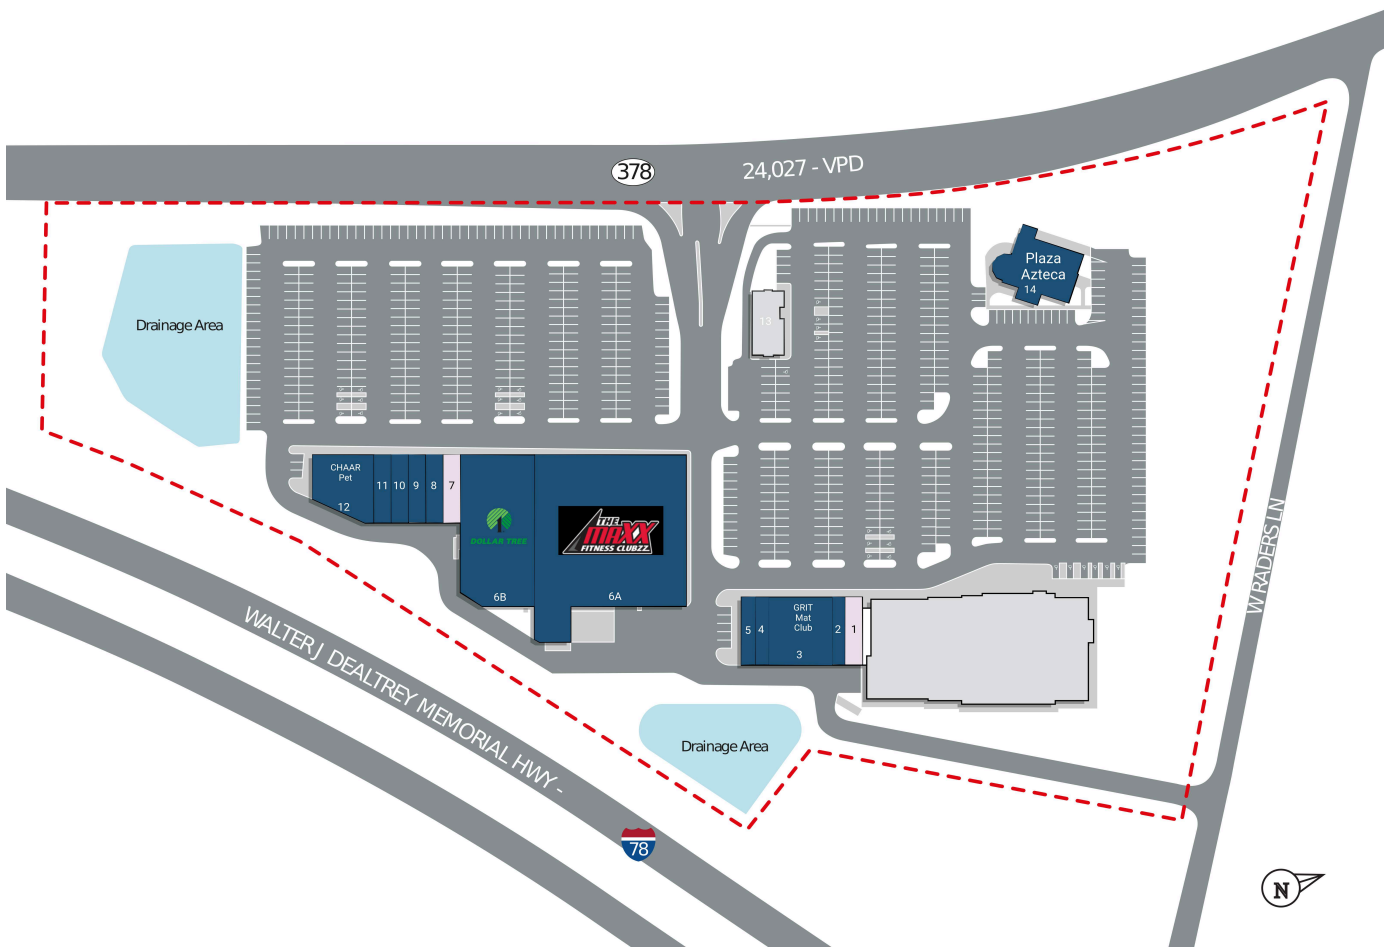 378
24,027 - VPD
Plaza
Azteca
14
13
Drainage Area
CHAAR
Pet
12
11
10
9
8
7
DOLLAR TREE
6B
THE
MAXX
FITNESS CLUBZZ.
6A
GRIT
Mat
Club
3
5
4
2
1
W RADERS LN
WALTER J DEALTREY MEMORIAL HWY -
78
Drainage Area
N